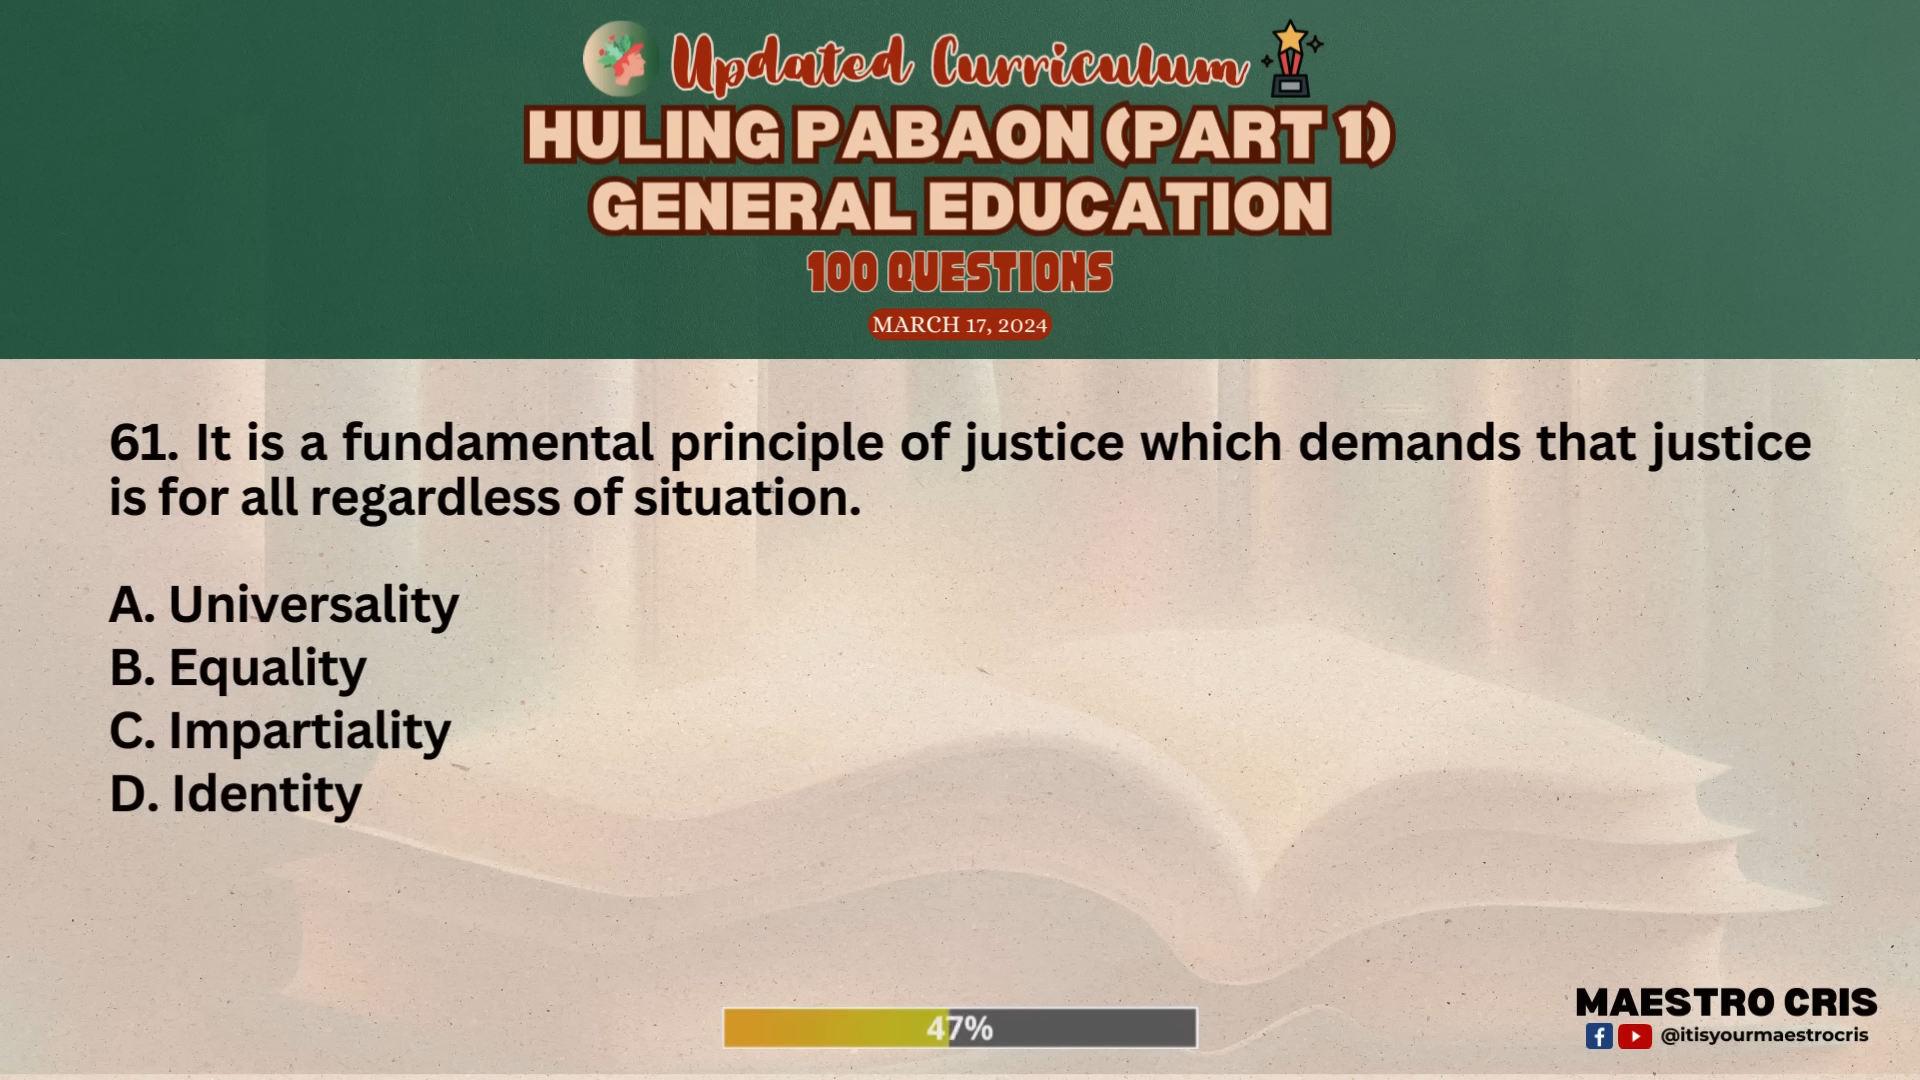 Updated Curriculum
HULING PABAON (PART 1)
GENERAL EDUCATION
100 QUESTIONS
MARCH 17, 2024
61. It is a fundamental principle of justice which demands that justice
is for all regardless of situation.
A. Universality
B. Equality
C. Impartiality
D. Identity
47%
MAESTRO CRIS
@itisyourmaestrocris